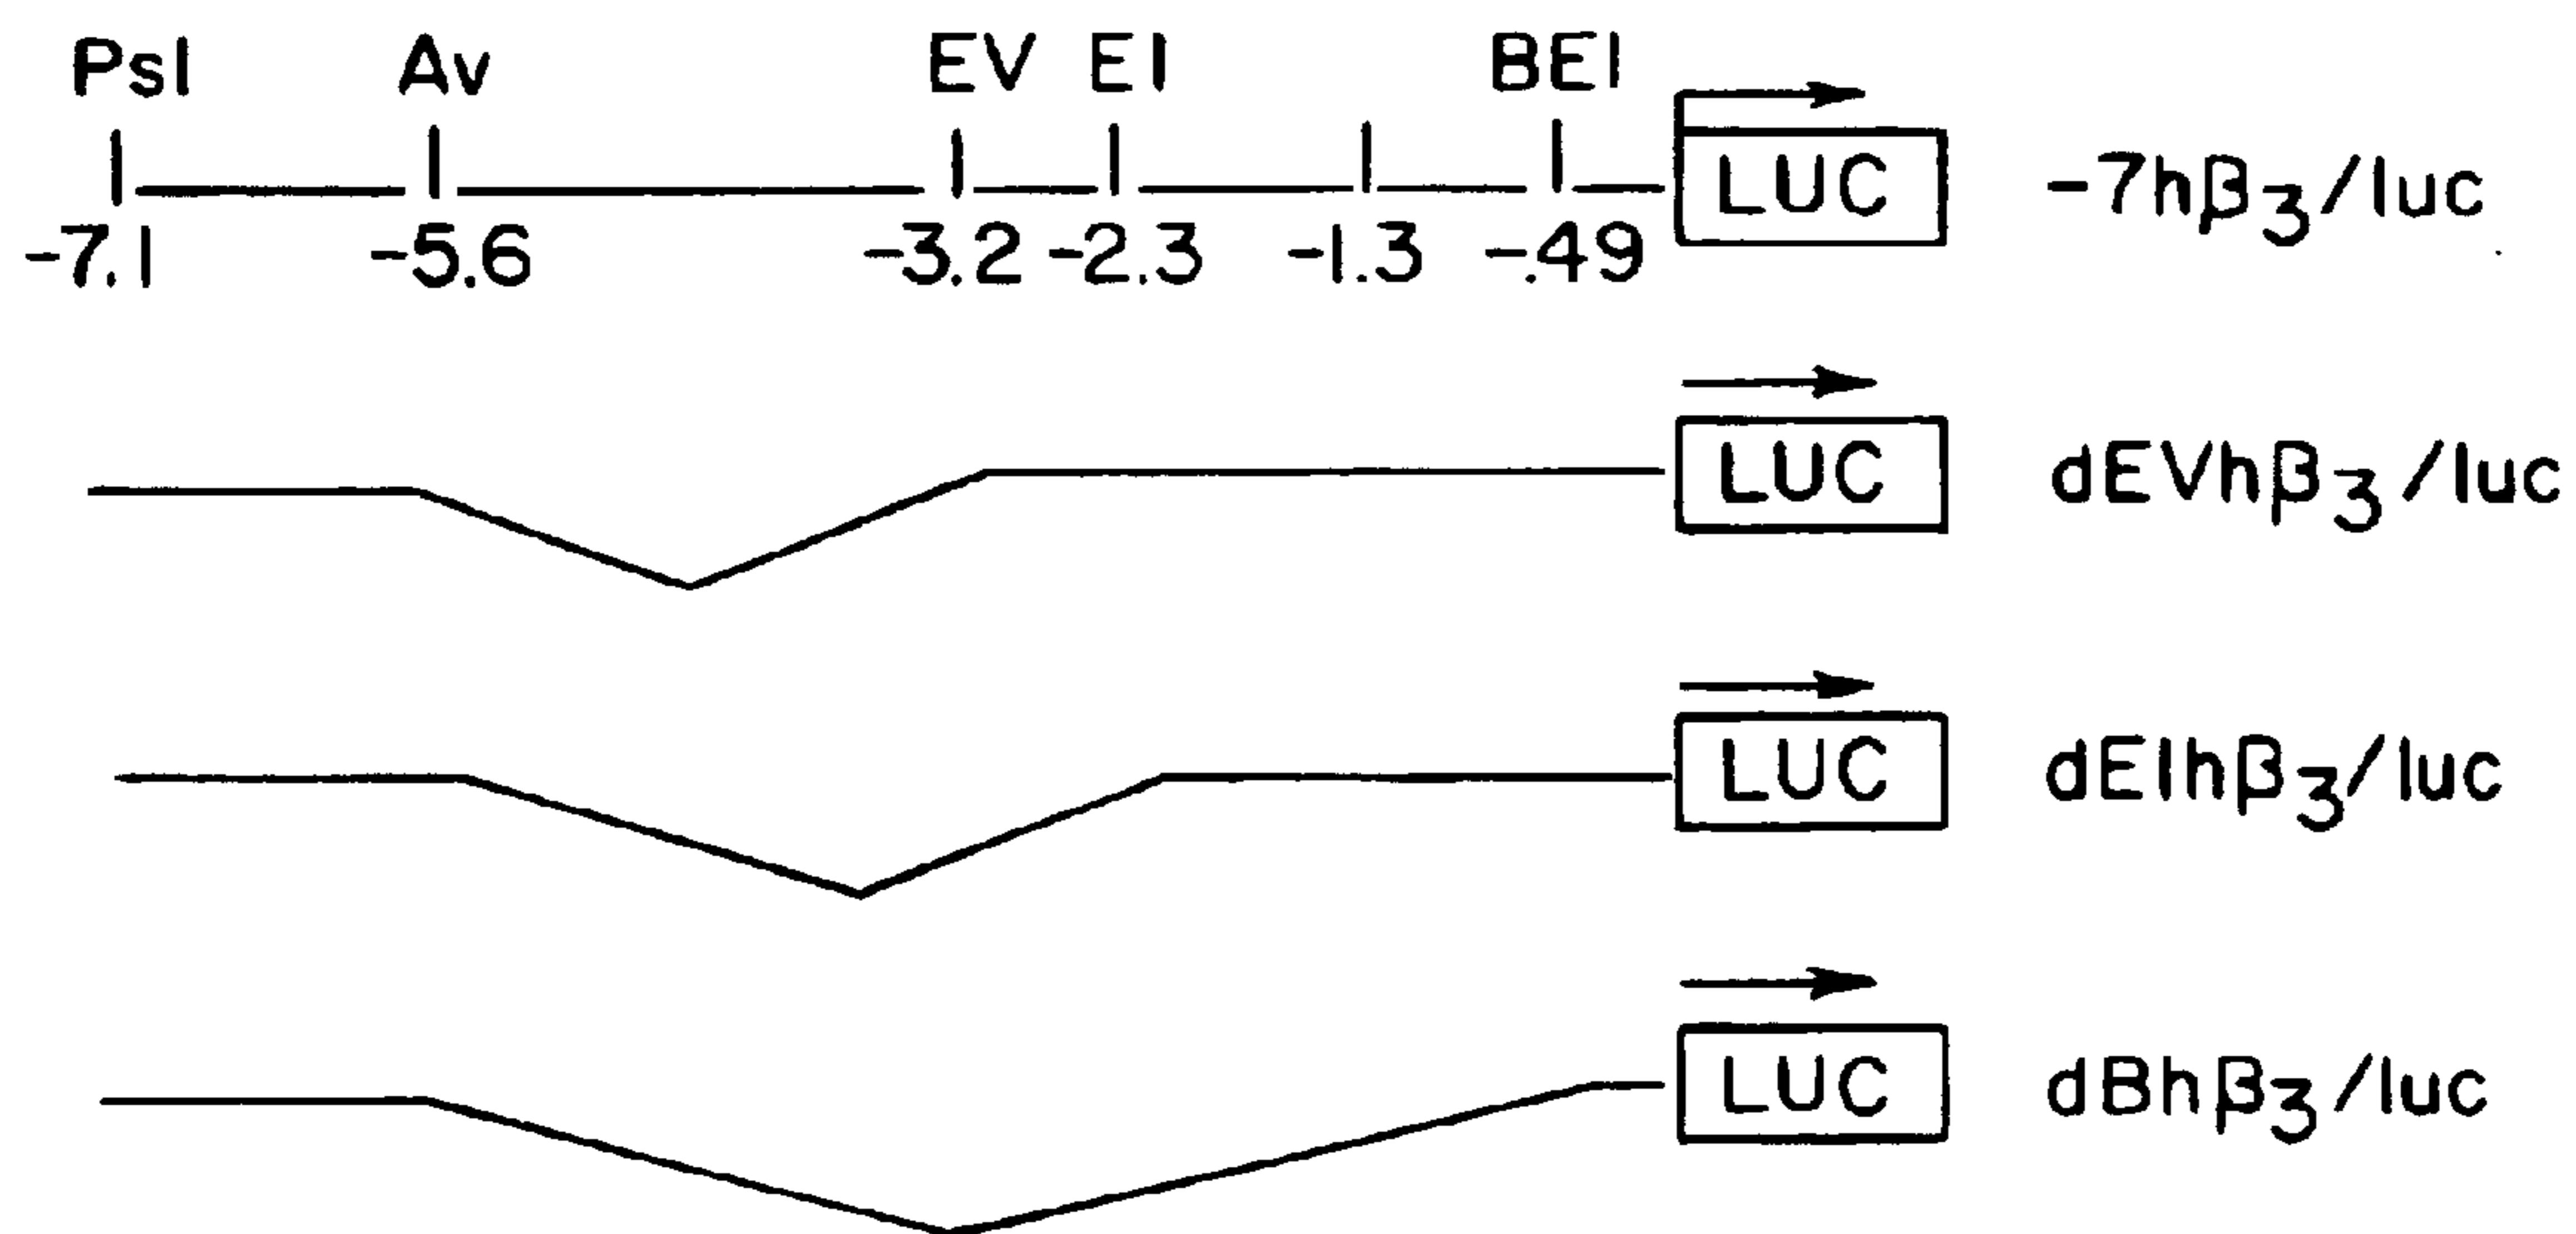 PsI Av EV EI BEI
LUC -7hβ3/luc
-7.1 -5.6 -3.2 -2.3 -1.3 -.49
LUC dEVhβ3/luc
LUC dEIhβ3/luc
LUC dBhβ3/luc